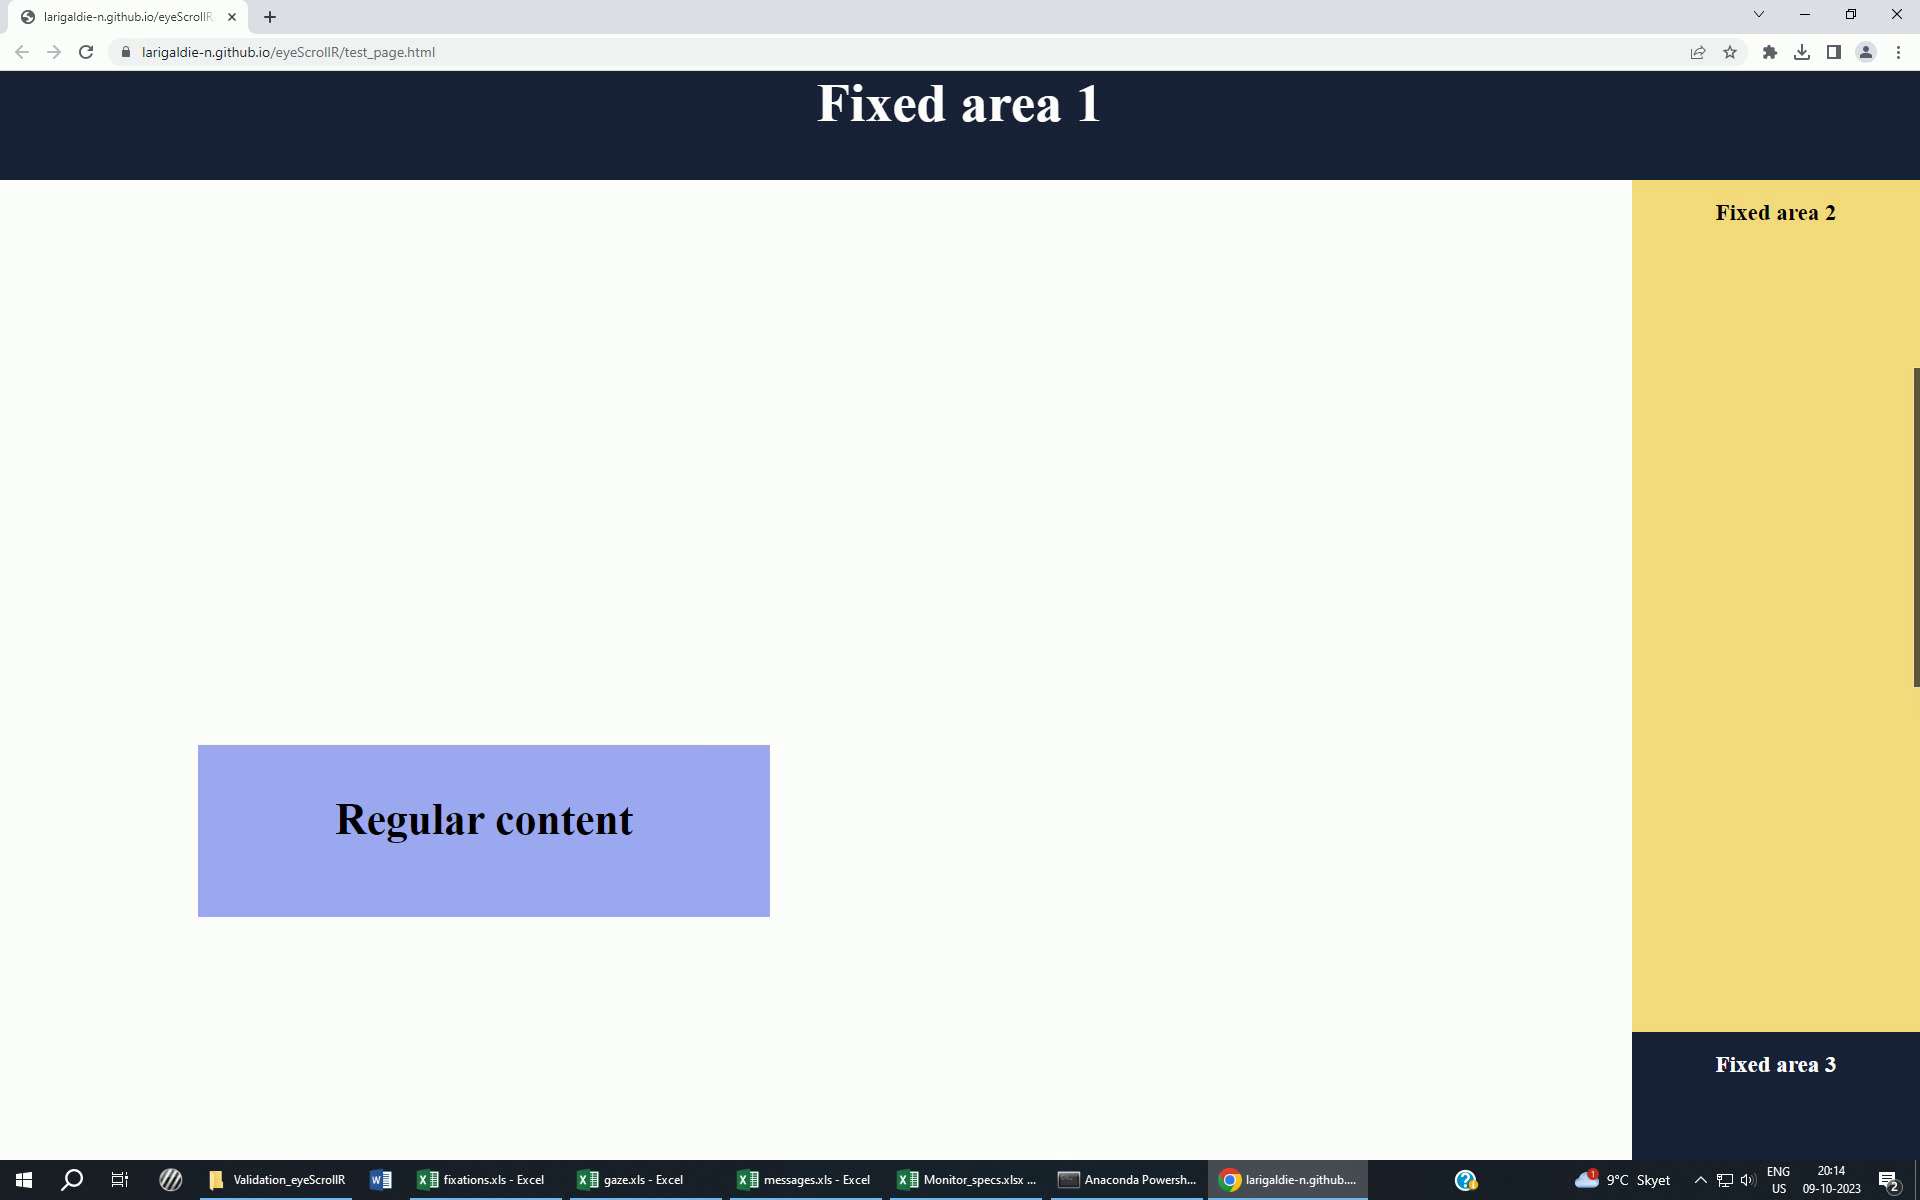 larigaldie-n.github.io/eyeScrollR
larigaldie-n.github.io/eyeScrollR/test_page.html
Fixed area 1
Fixed area 2
Regular content
Fixed area 3
Validation_eyeScrollR
fixations.xls - Excel
gaze.xls - Excel
messages.xls - Excel
Monitor_specs.xlsx ...
Anaconda Powersh...
larigaldie-n.github....
1
9°C Skyet
ENG
US
20:14
09-10-2023
2